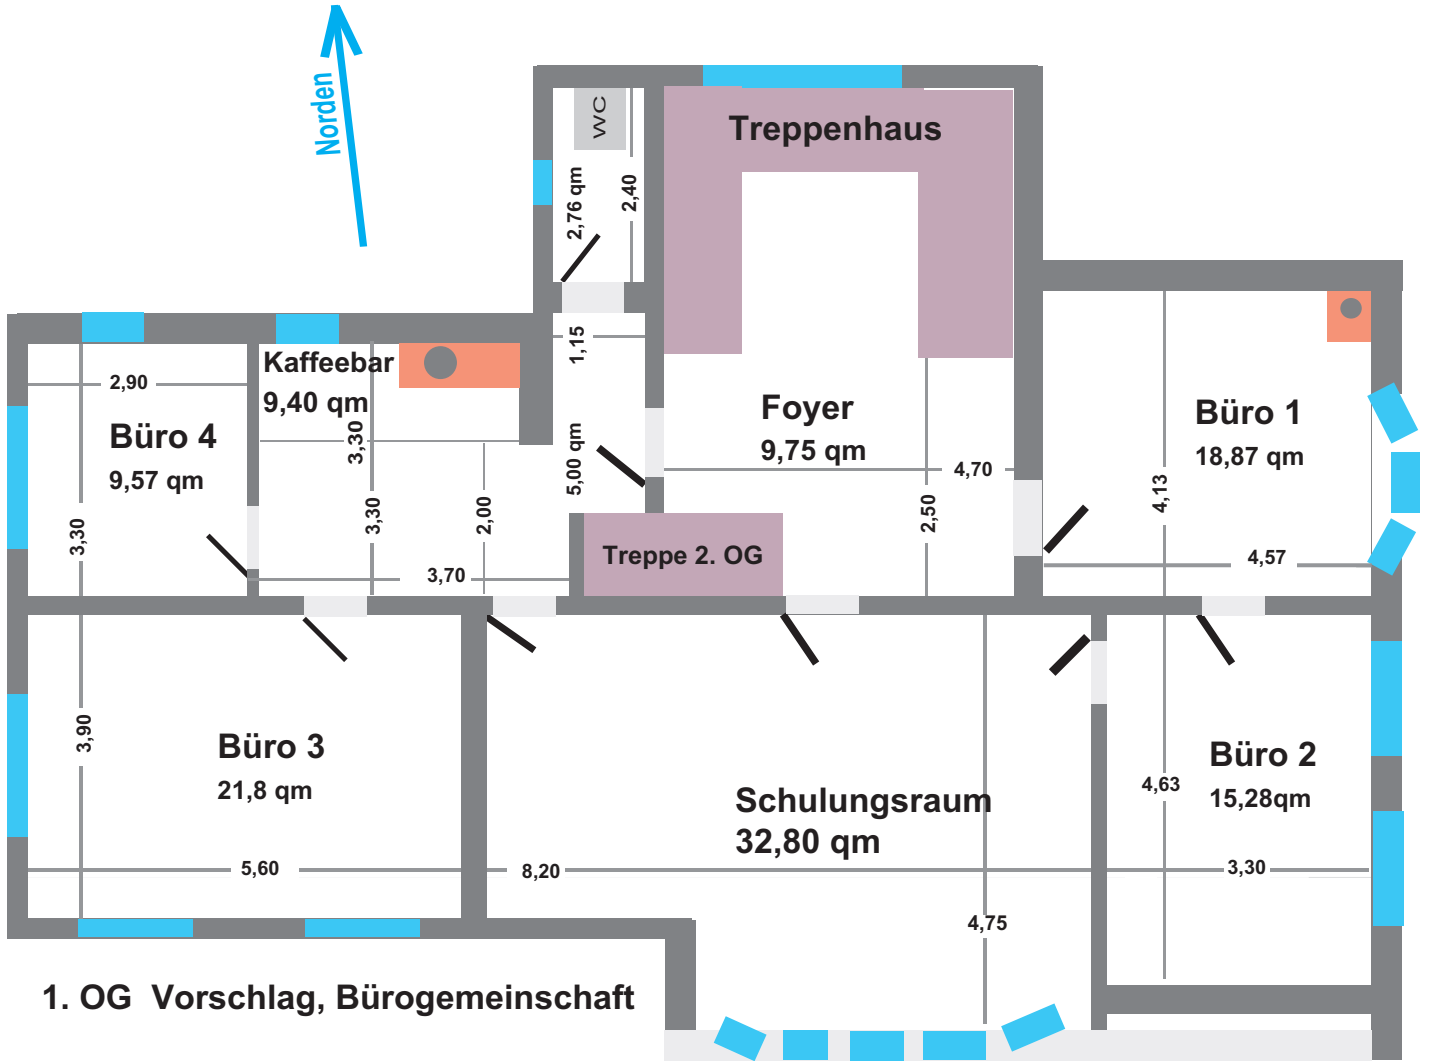 Norden
WC
Treppenhaus
2,76 qm
2,40
1,15
Kaffeebar
9,40 qm
2,90
Büro 4
9,57 qm
3,30
3,30
3,30
2,00
3,70
5,00 qm
Foyer
9,75 qm
4,70
2,50
Büro 1
18,87 qm
4,13
4,57
Treppe 2. OG
3,90
Büro 3
21,8 qm
5,60
Schulungsraum
32,80 qm
8,20
4,75
Büro 2
15,28qm
4,63
3,30
1. OG Vorschlag, Bürogemeinschaft